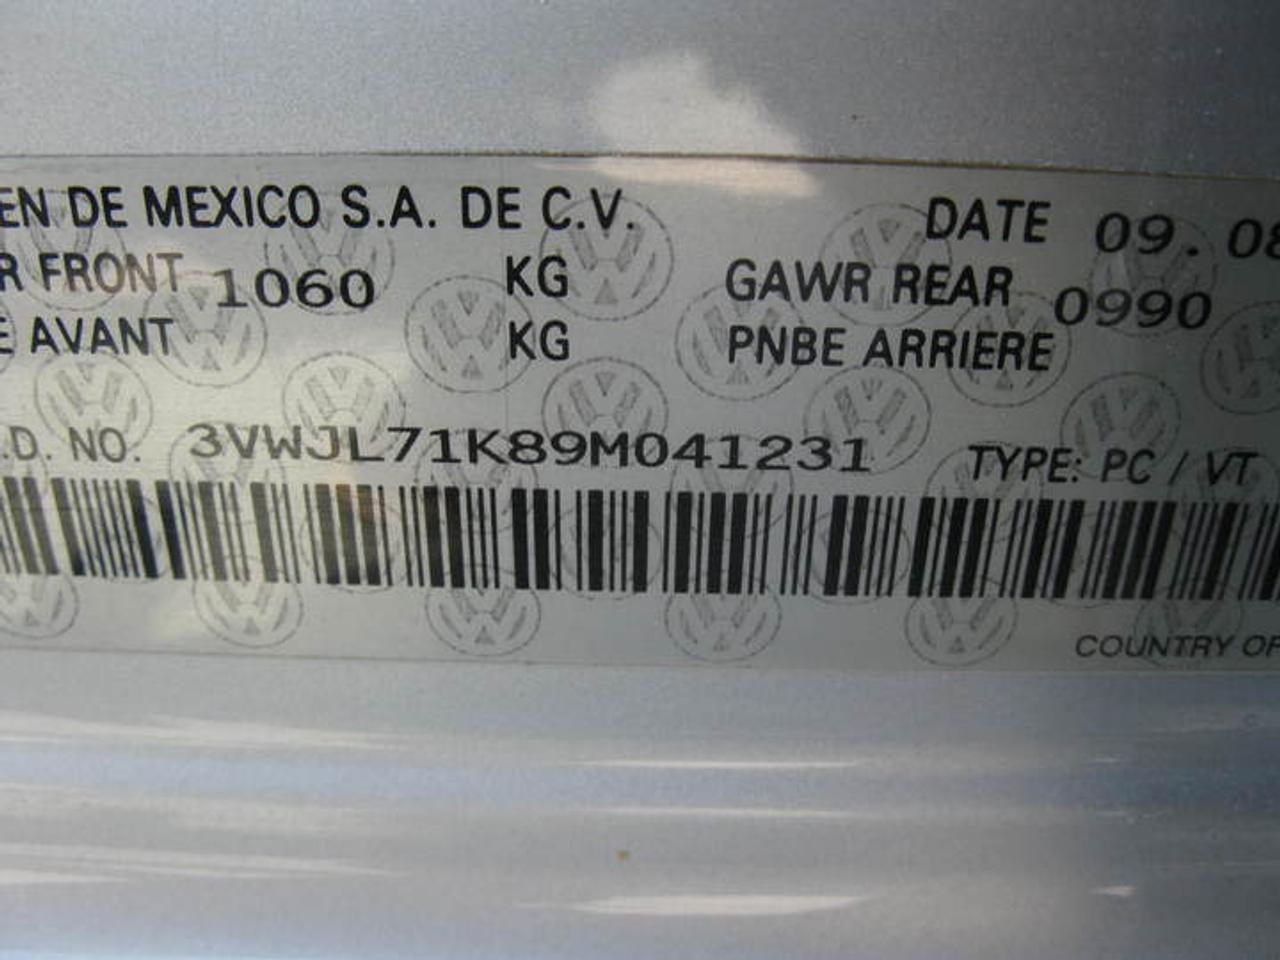 EN DE MEXICO S.A. DE C.V. DATE 09.08
R FRONT 1060 KG GAWR REAR 0990
E AVANT KG PNBE ARRIERE
.D. NO. 3VWJL71K89M041231 TYPE: PC / VT
COUNTRY OF